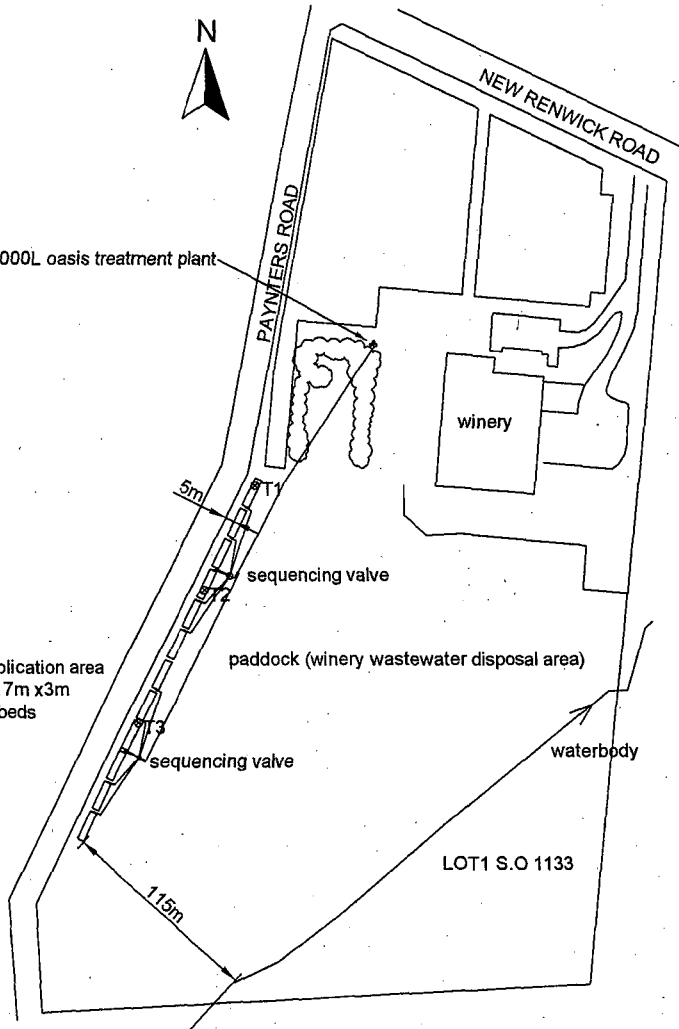 N
NEW RENWICK ROAD
PAYNTERS ROAD
000L oasis treatment plant
winery
T1
5m
sequencing valve
T2
paddock (winery wastewater disposal area)
plication area
7m x3m
beds
T3
sequencing valve
waterbody
LOT1 S.O 1133
115m